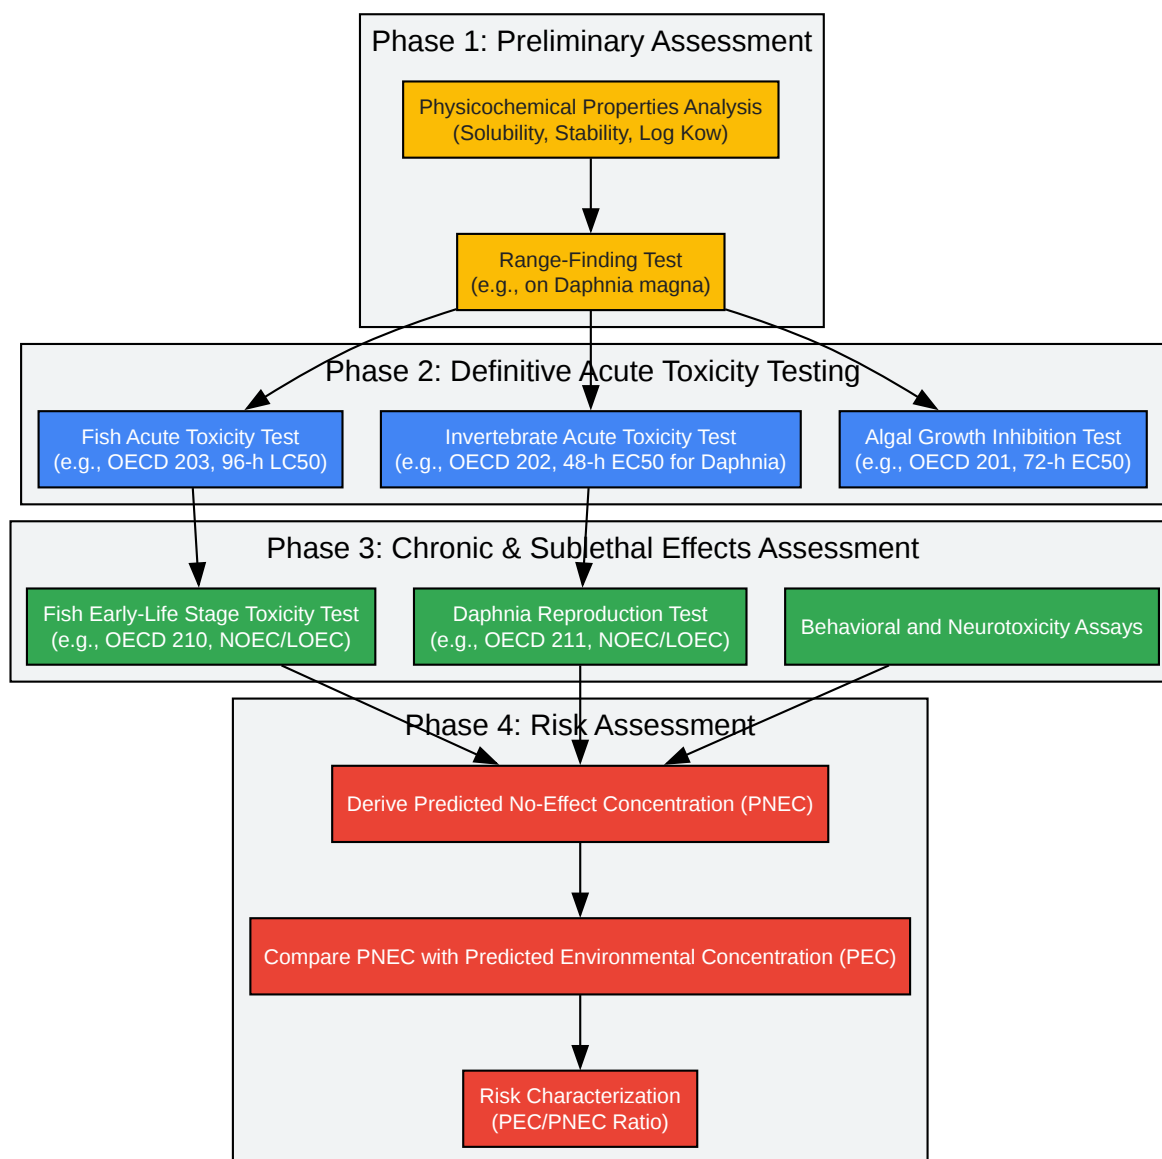 Phase 1: Preliminary Assessment
Physicochemical Properties Analysis
(Solubility, Stability, Log Kow)
Range-Finding Test
(e.g., on Daphnia magna)
Phase 2: Definitive Acute Toxicity Testing
Fish Acute Toxicity Test
(e.g., OECD 203, 96-h LC50)
Invertebrate Acute Toxicity Test
(e.g., OECD 202, 48-h EC50 for Daphnia)
Algal Growth Inhibition Test
(e.g., OECD 201, 72-h EC50)
Phase 3: Chronic & Sublethal Effects Assessment
Fish Early-Life Stage Toxicity Test
(e.g., OECD 210, NOEC/LOEC)
Daphnia Reproduction Test
(e.g., OECD 211, NOEC/LOEC)
Behavioral and Neurotoxicity Assays
Phase 4: Risk Assessment
Derive Predicted No-Effect Concentration (PNEC)
Compare PNEC with Predicted Environmental Concentration (PEC)
Risk Characterization
(PEC/PNEC Ratio)